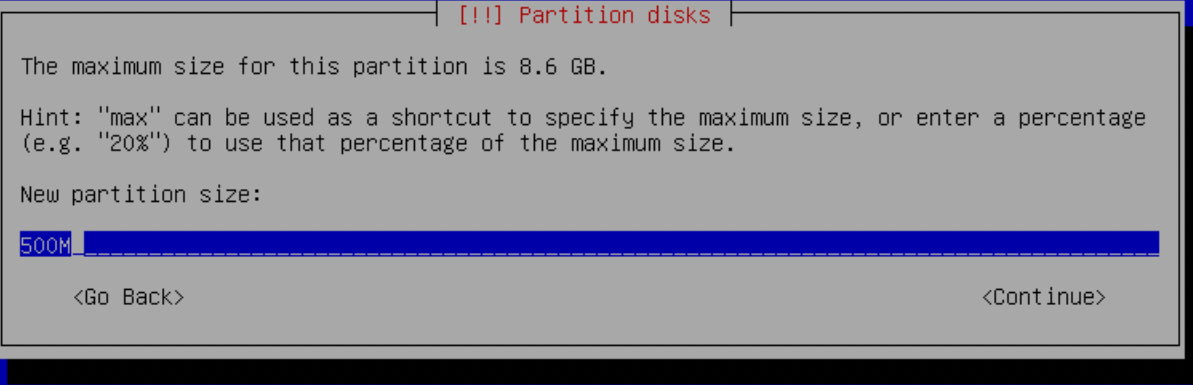 [!!] Partition disks
The maximum size for this partition is 8.6 GB.
Hint: "max" can be used as a shortcut to specify the maximum size, or enter a percentage
(e.g. "20%") to use that percentage of the maximum size.
New partition size:
500M
<Go Back> <Continue>